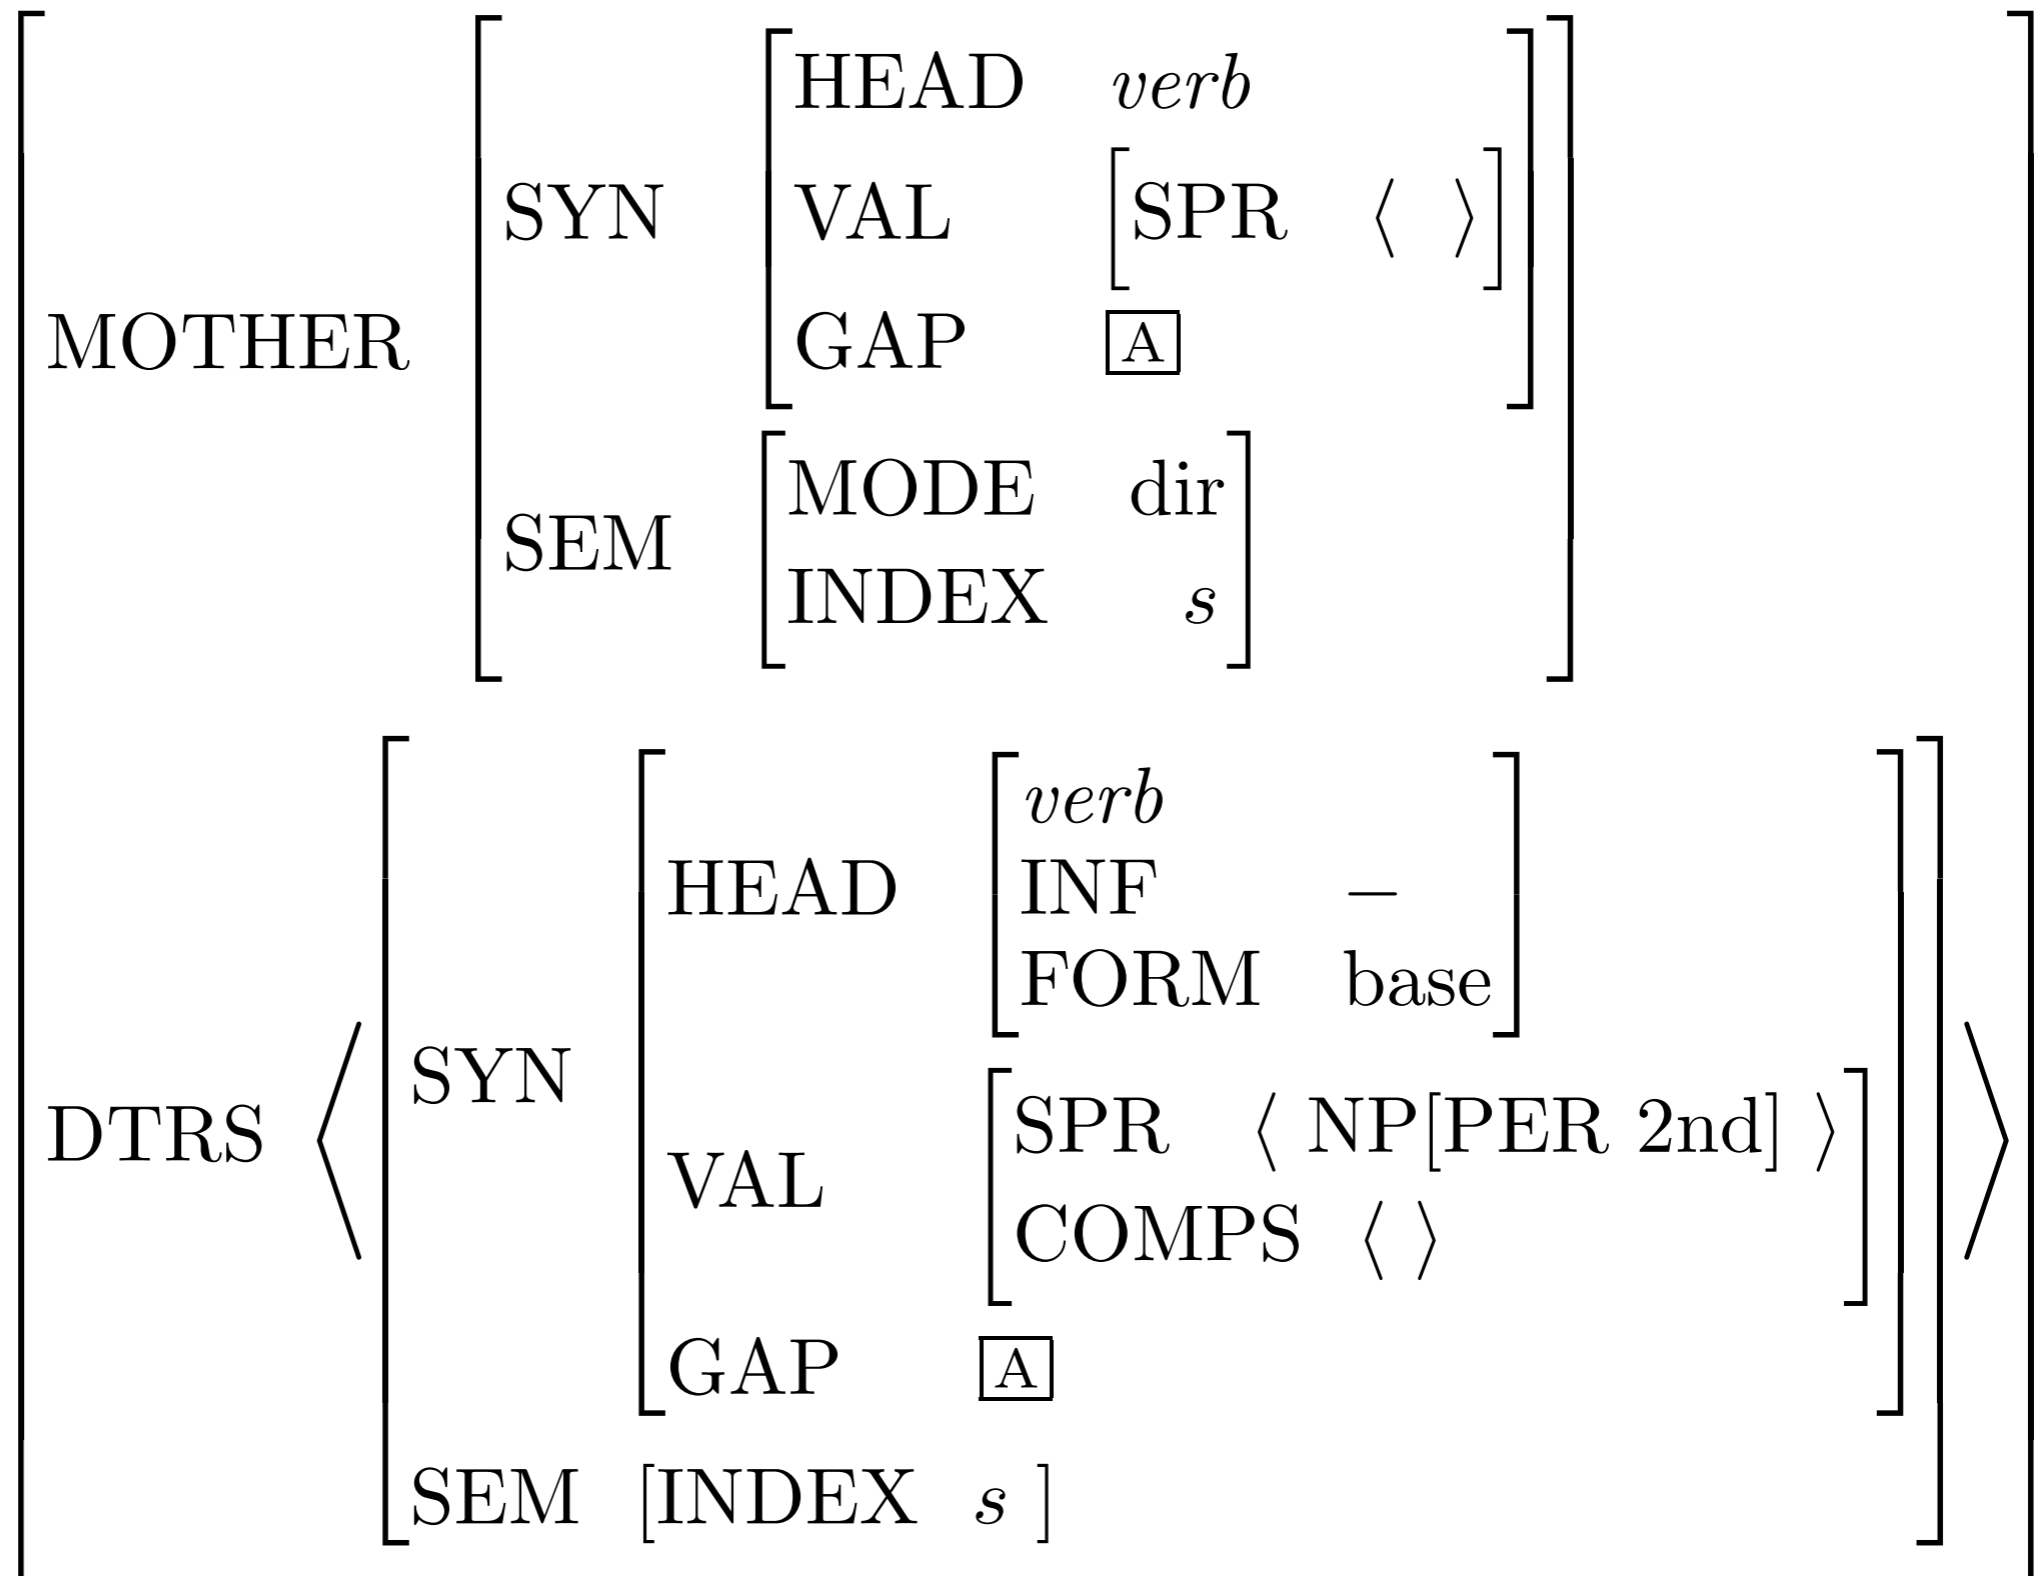 HEAD verb
SYN VAL [SPR ⟨ ⟩]
MOTHER GAP A
MODE dir
SEM
INDEX s
verb
HEAD INF –
FORM base
SYN
DTRS ⟨ SPR ⟨ NP[PER 2nd] ⟩ ⟩
VAL
COMPS ⟨ ⟩
GAP A
SEM [INDEX s ]